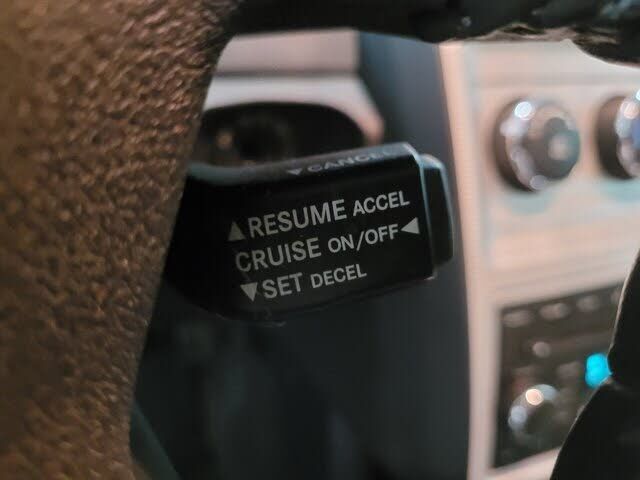 ▼CANCEL
▲RESUME ACCEL
CRUISE ON/OFF◀
▼SET DECEL